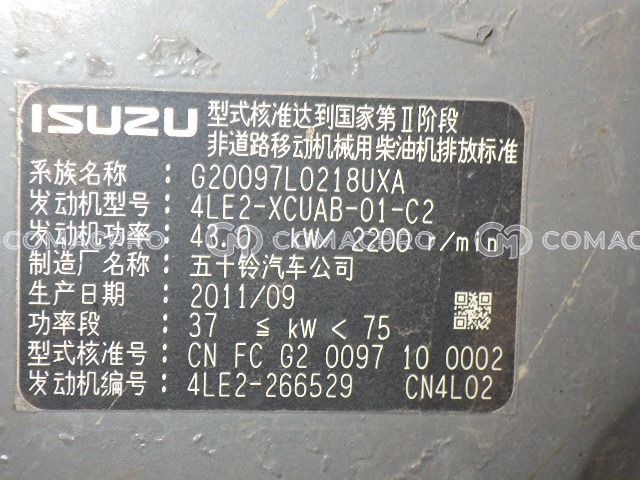 ISUZU 型式核准达到国家第Ⅱ阶段
非道路移动机械用柴油机排放标准
系族名称 : G20097L0218UXA
发动机型号: 4LE2-XCUAB-01-C2
发动机功率: 43.0 kW/ 2200 r/min
制造厂名称: 五十铃汽车公司
生产日期 : 2011/09
功率段 : 37 ≦ kW < 75
型式核准号: CN FC G2 0097 10 0002
发动机编号: 4LE2-266529 CN4L02
COMACPRO COMACPRO COMACPRO